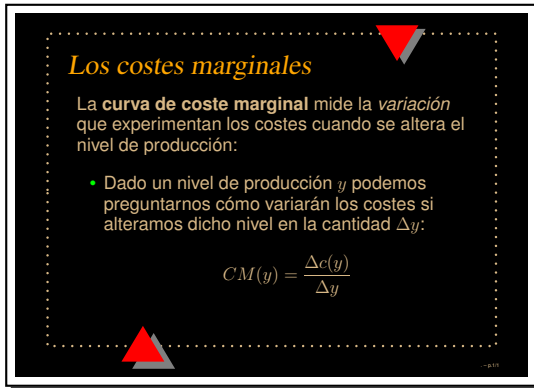 Los costes marginales
La curva de coste marginal mide la variación
que experimentan los costes cuando se altera el
nivel de producción:
• Dado un nivel de producción y podemos
preguntarnos cómo variarán los costes si
alteramos dicho nivel en la cantidad Δy:
CM(y) = Δc(y) / Δy
– p.1/1